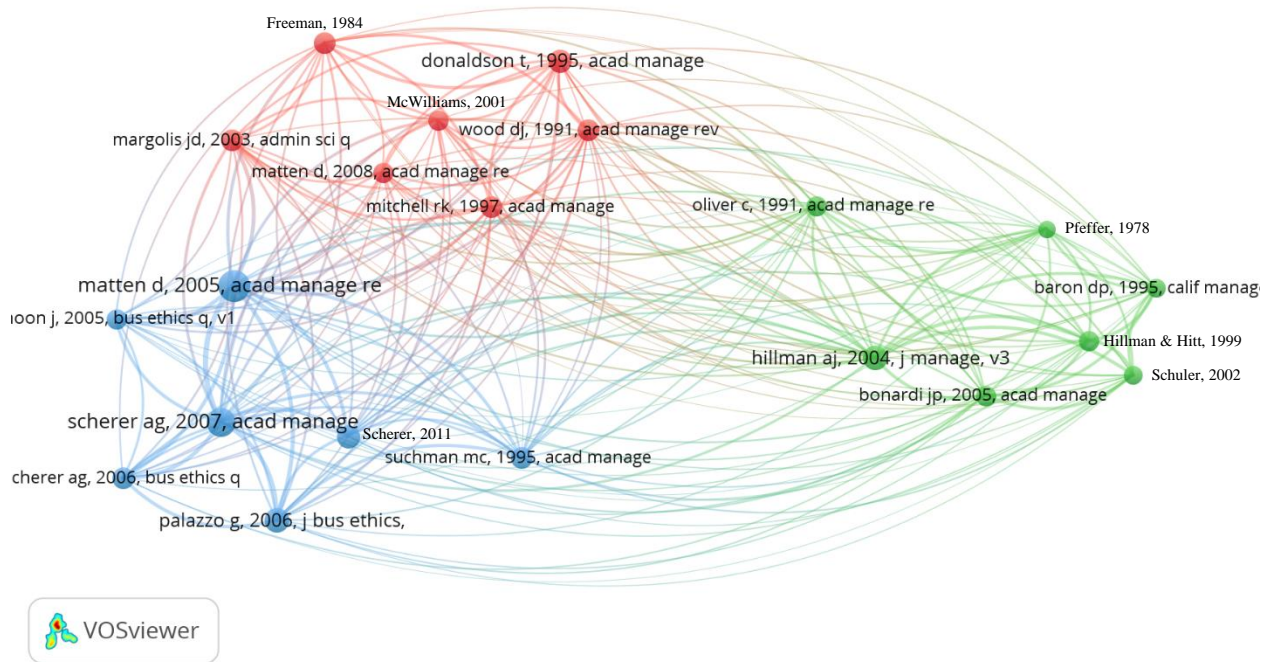 Freeman, 1984
donaldson t, 1995, acad manage
McWilliams, 2001
wood dj, 1991, acad manage rev
margolis jd, 2003, admin sci q
matten d, 2008, acad manage re
mitchell rk, 1997, acad manage
oliver c, 1991, acad manage re
Pfeffer, 1978
matten d, 2005, acad manage re
baron dp, 1995, calif manag
oon j, 2005, bus ethics q, v1
Hillman & Hitt, 1999
hillman aj, 2004, j manage, v3
Schuler, 2002
bonardi jp, 2005, acad manage
scherer ag, 2007, acad manage
Scherer, 2011
suchman mc, 1995, acad manage
cherer ag, 2006, bus ethics q
palazzo g, 2006, j bus ethics,
VOSviewer